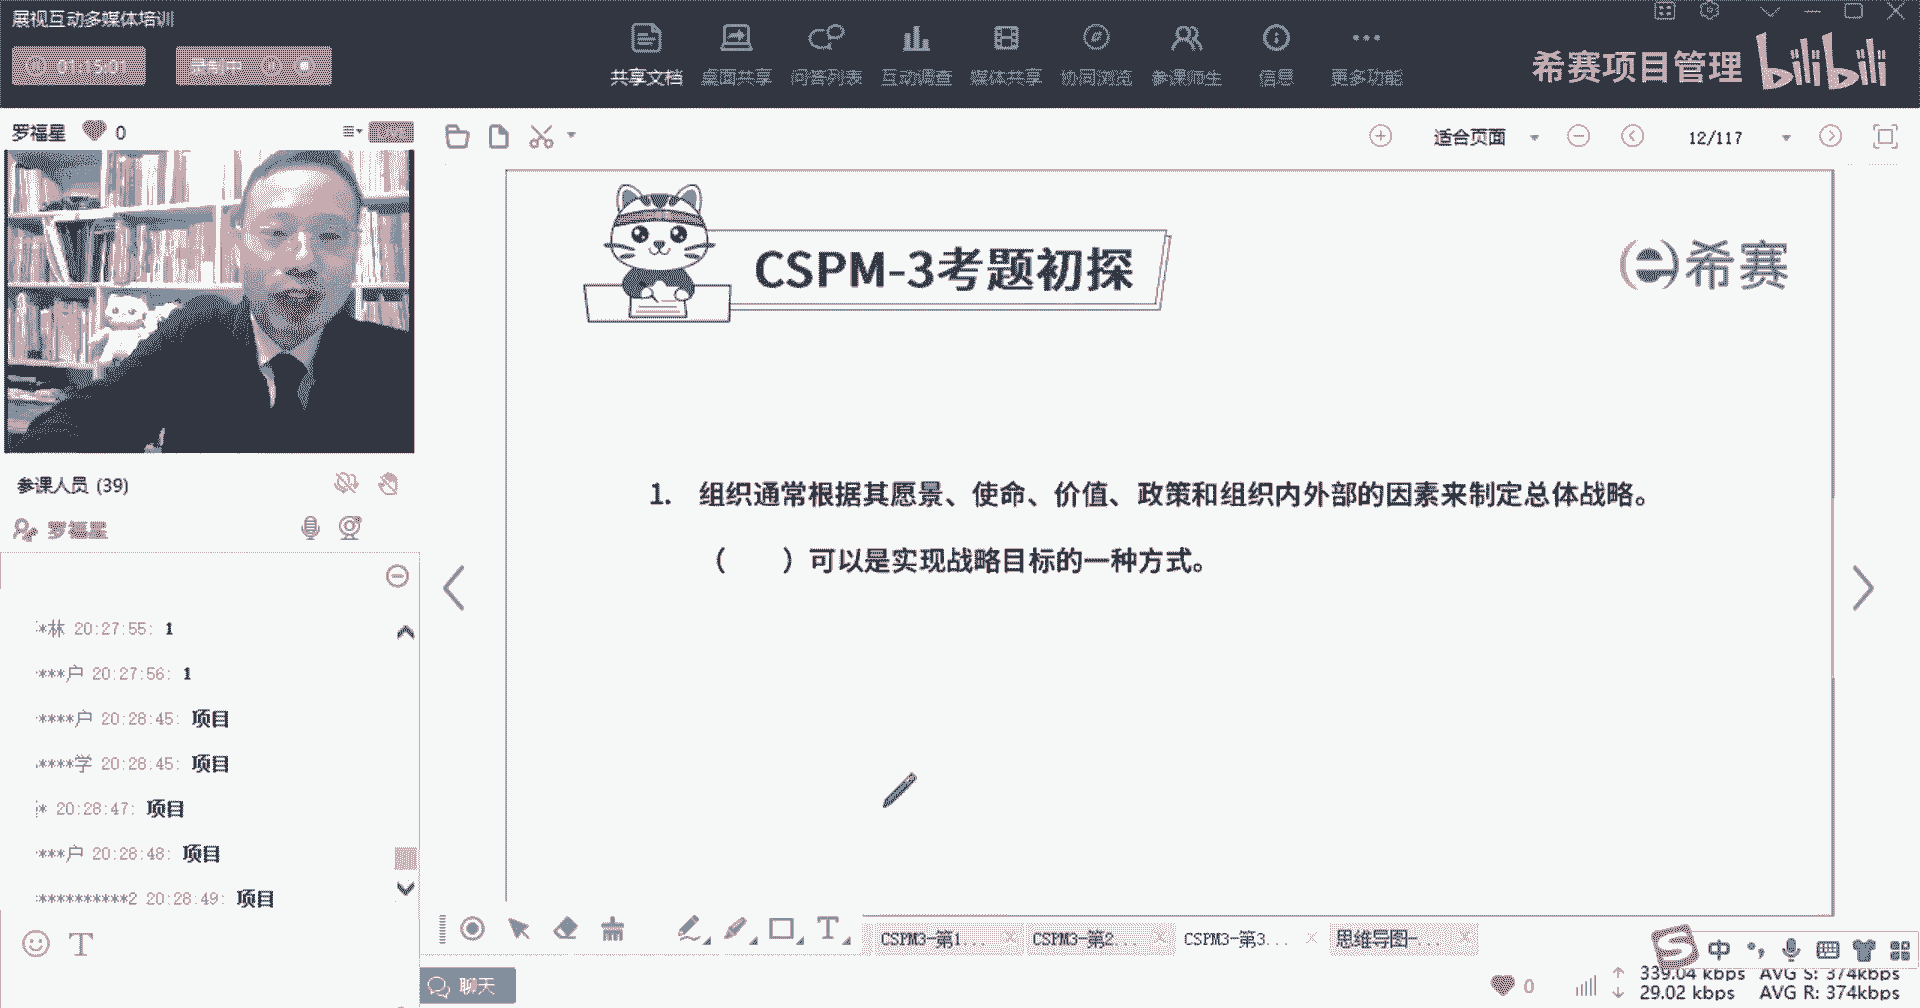 展视互动多媒体培训
01:15:01
录制中
共享文档 桌面共享 问答列表 互动调查 媒体共享 协同浏览 参课师生 信息 更多功能
希赛项目管理 bilibili
罗福星 0
适合页面 12/117
CSPM-3考题初探
希赛
1. 组织通常根据其愿景、使命、价值、政策和组织内外部的因素来制定总体战略。
（ ）可以是实现战略目标的一种方式。
参课人员 (39)
罗福星
*林 20:27:55: 1
***户 20:27:56: 1
****户 20:28:45: 项目
****学 20:28:45: 项目
* 20:28:47: 项目
***户 20:28:48: 项目
**********2 20:28:49: 项目
T
T
CSPM3-第1... CSPM3-第2... CSPM3-第3... 思维导图-...
聊天
S 中
0
339.04 kbps AVG S: 374kbps
29.02 kbps AVG R: 374kbps